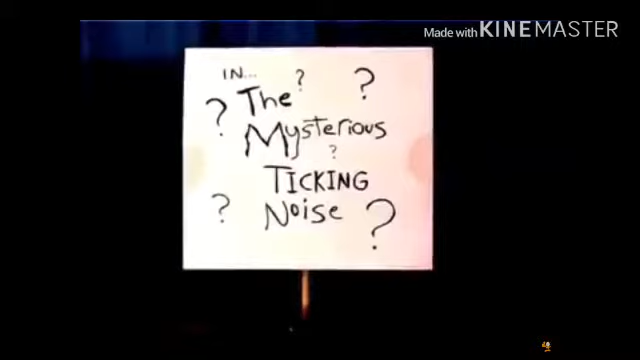 Made with KINEMASTER
IN... ?
? The ?
Mysterious
?
TICKING
? Noise ?